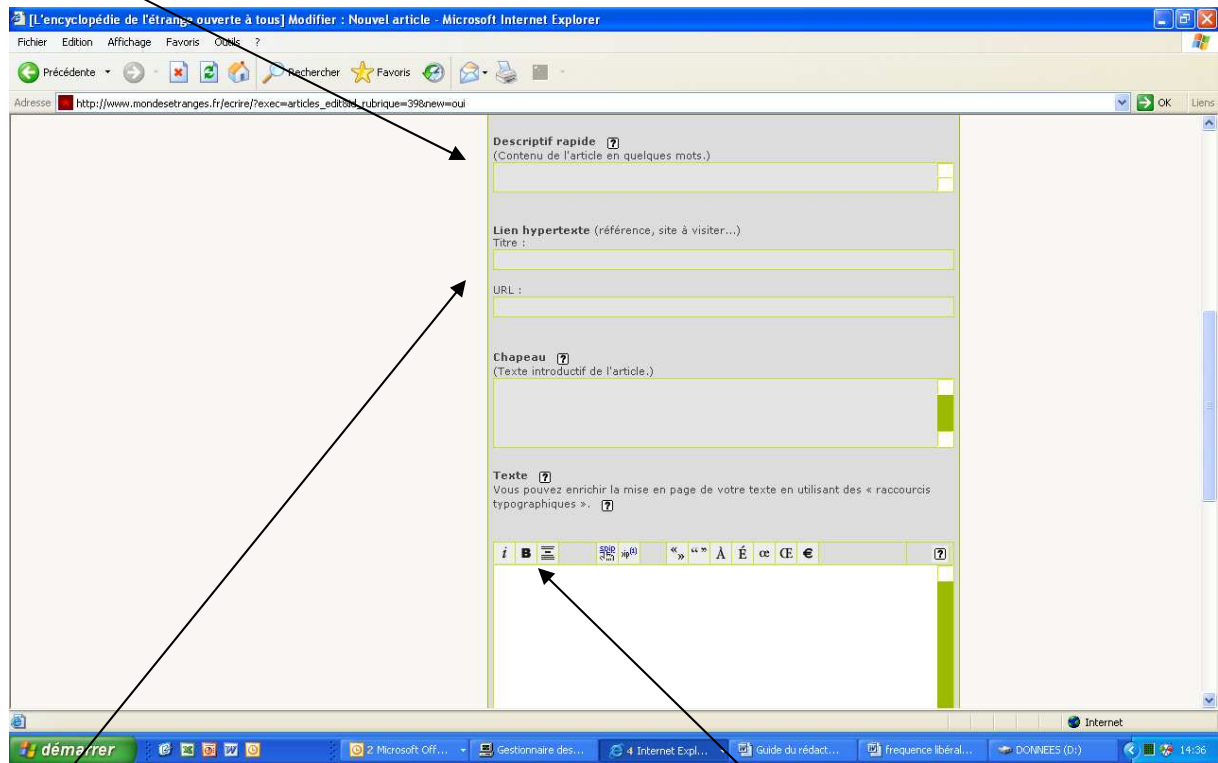 [L'encyclopédie de l'étrange ouverte à tous] Modifier : Nouvel article - Microsoft Internet Explorer
Fichier Edition Affichage Favoris Outils ?
Précédente Rechercher Favoris
Adresse http://www.mondesetranges.fr/ecrire/?exec=articles_edit&id_rubrique=39&new=oui OK Liens
Descriptif rapide ?
(Contenu de l'article en quelques mots.)
Lien hypertexte (référence, site à visiter...)
Titre :
URL :
Chapeau ?
(Texte introductif de l'article.)
Texte ?
Vous pouvez enrichir la mise en page de votre texte en utilisant des « raccourcis
typographiques ». ?
i B «» “” À É œ Œ € ?
Internet
démarrer 2 Microsoft Off... Gestionnaire des... 4 Internet Expl... Guide du rédact... frequence libéral... DONNEES (D:) 14:36